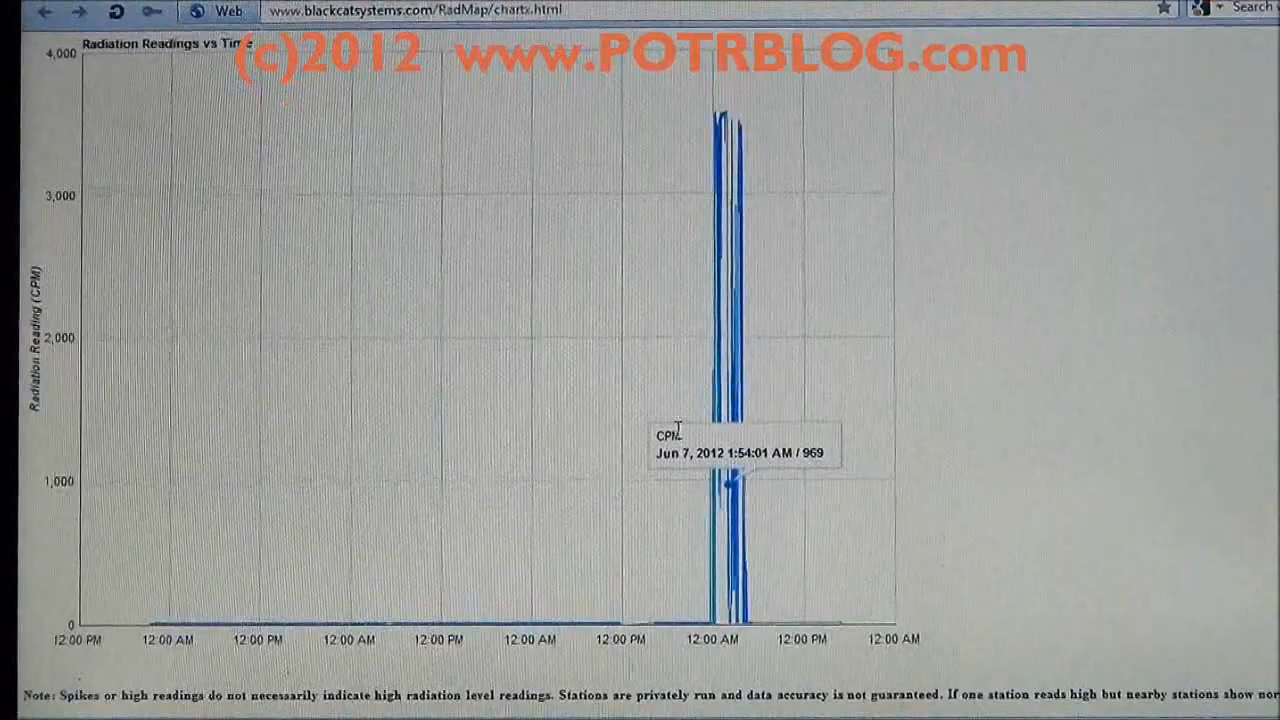 Web www.blackcatsystems.com/RadMap/chartx.html Search
Radiation Readings vs Time
(c)2012 www.POTRBLOG.com
4,000
3,000
Radiation Reading (CPM)
2,000
CPM
Jun 7, 2012 1:54:01 AM / 969
1,000
0
12:00 PM 12:00 AM 12:00 PM 12:00 AM 12:00 PM 12:00 AM 12:00 PM 12:00 AM 12:00 PM 12:00 AM
Note: Spikes or high readings do not necessarily indicate high radiation level readings. Stations are privately run and data accuracy is not guaranteed. If one station reads high but nearby stations show